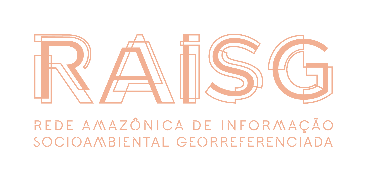 RAISG
REDE AMAZÔNICA DE INFORMAÇÃO
SOCIOAMBIENTAL GEORREFERENCIADA